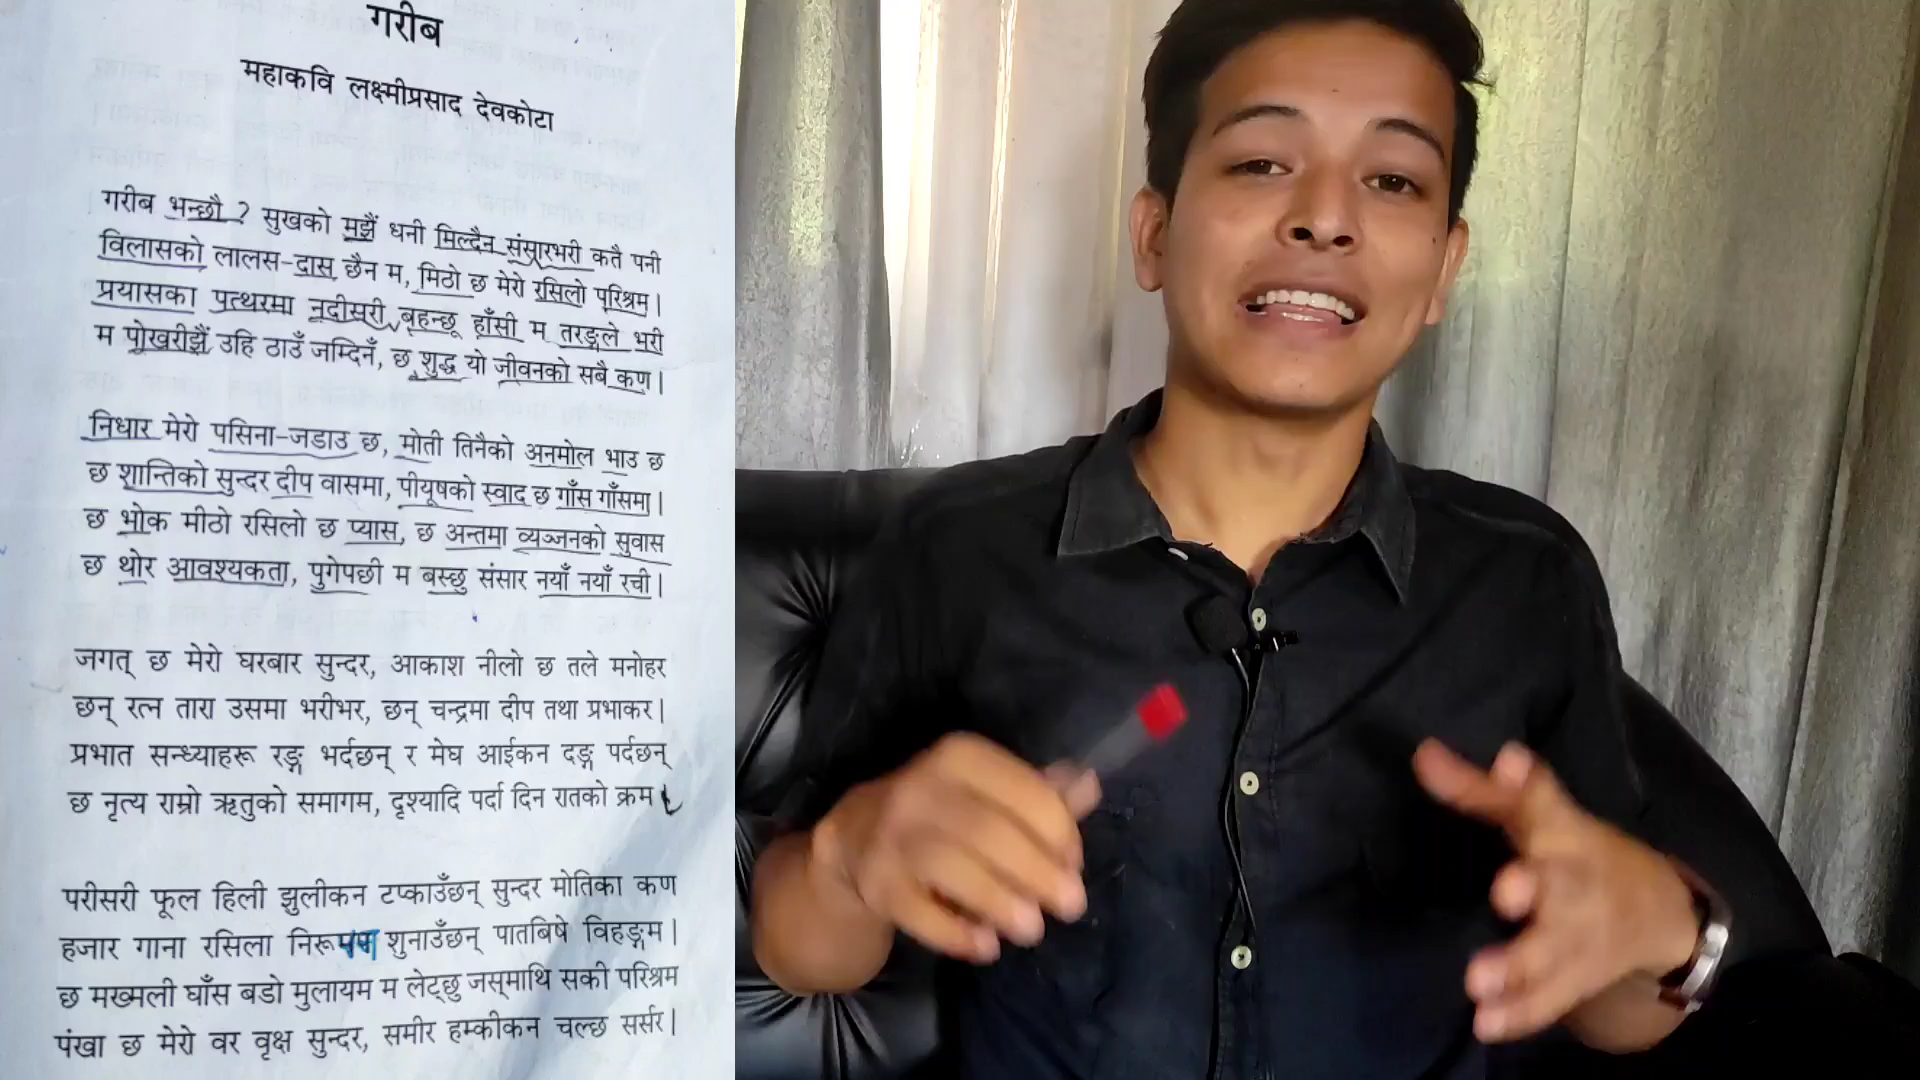 गरीब
महाकवि लक्ष्मीप्रसाद देवकोटा
गरीब भन्छौ ? सुखको मझैं धनी मिल्दैन संसारभरी कतै पनी
विलासको लालस-दास छैन म, मिठो छ मेरो रसिलो परिश्रम।
प्रयासका पत्थरमा नदीसरी बहन्छू हाँसी म तरङ्गले भरी
म पोखरीझैं उहि ठाउँ जम्दिनँ, छ शुद्ध यो जीवनको सबै कण।
निधार मेरो पसिना-जडाउ छ, मोती तिनैको अनमोल भाउ छ
छ शान्तिको सुन्दर दीप वासमा, पीयूषको स्वाद छ गाँस गाँसमा।
छ भोक मीठो रसिलो छ प्यास, छ अन्तमा व्यञ्जनको सुवास
छ थोर आवश्यकता, पुगेपछी म बस्छु संसार नयाँ नयाँ रची।
जगत् छ मेरो घरबार सुन्दर, आकाश नीलो छ तले मनोहर
छन् रत्न तारा उसमा भरीभर, छन् चन्द्रमा दीप तथा प्रभाकर।
प्रभात सन्ध्याहरू रङ्ग भर्दछन् र मेघ आईकन दङ्ग पर्दछन्
छ नृत्य राम्रो ऋतुको समागम, दृश्यादि पर्दा दिन रातको क्रम
परीसरी फूल हिली झुलीकन टप्काउँछन् सुन्दर मोतिका कण
हजार गाना रसिला निरूपम शुनाउँछन् पातबिषे विहङ्गम।
छ मख्मली घाँस बडो मुलायम म लेट्छु जस्माथि सकी परिश्रम
पंखा छ मेरो वर वृक्ष सुन्दर, समीर हम्कीकन चल्छ सर्सर।